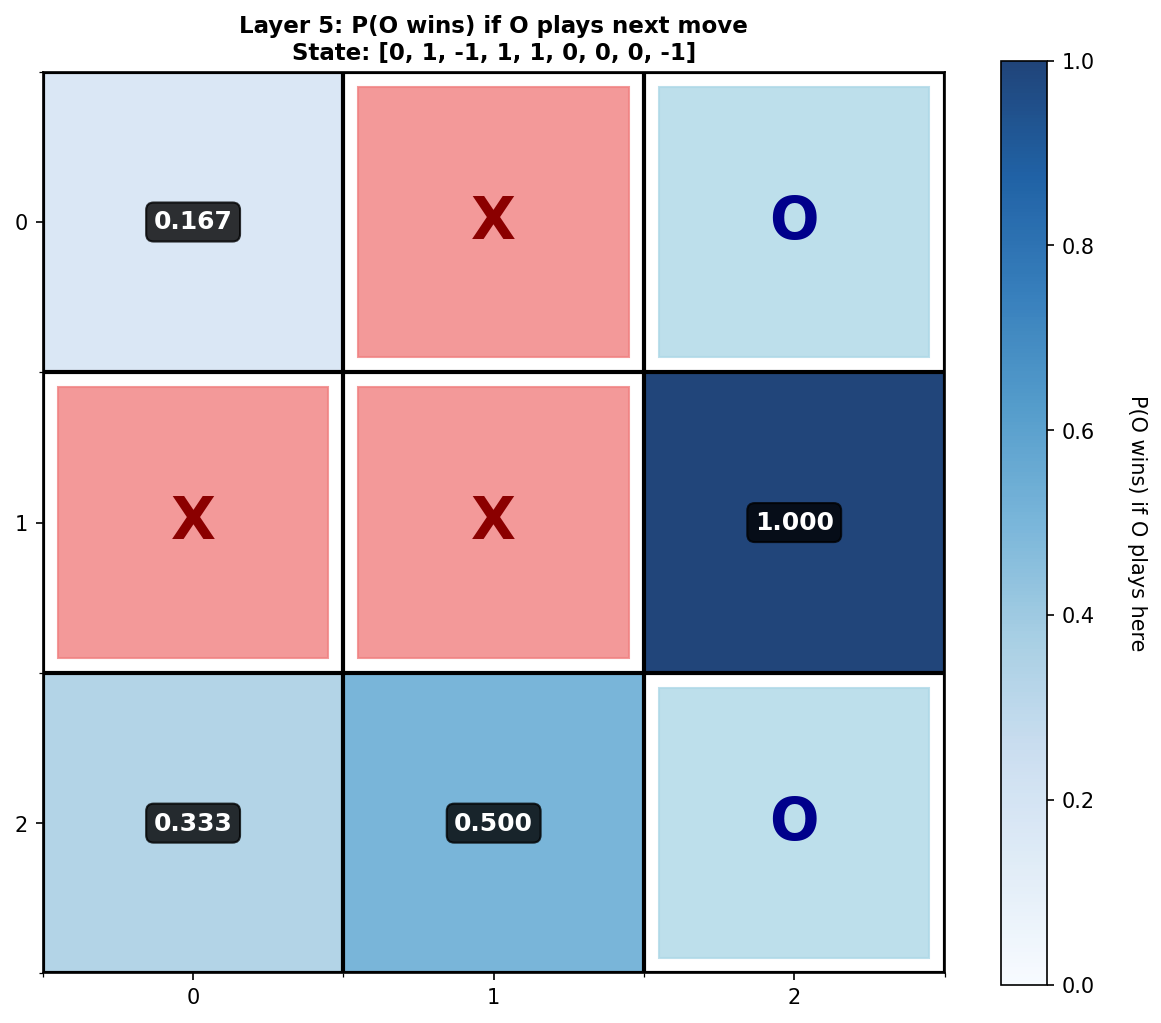 Layer 5: P(O wins) if O plays next move
State: [0, 1, -1, 1, 1, 0, 0, 0, -1]
0
0.167
X
O
1
X
X
1.000
2
0.333
0.500
O
0
1
2
1.0
0.8
0.6
0.4
0.2
0.0
P(O wins) if O plays here